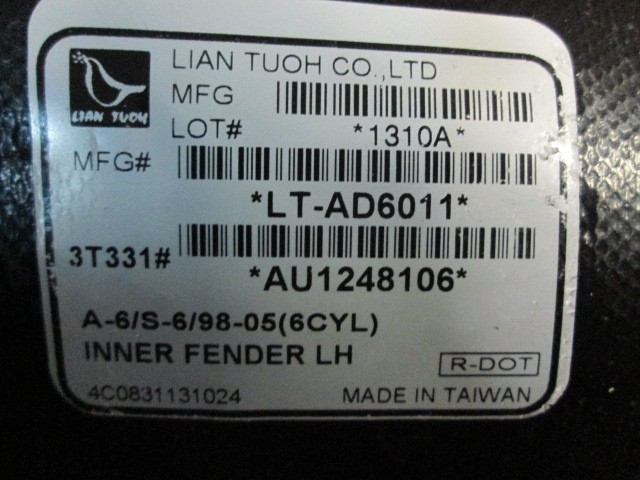 LIAN TUOH
LIAN TUOH CO.,LTD
MFG
LOT# *1310A*
MFG#
*LT-AD6011*
3T331#
*AU1248106*
A-6/S-6/98-05(6CYL)
INNER FENDER LH
R-DOT
4C0831131024 MADE IN TAIWAN